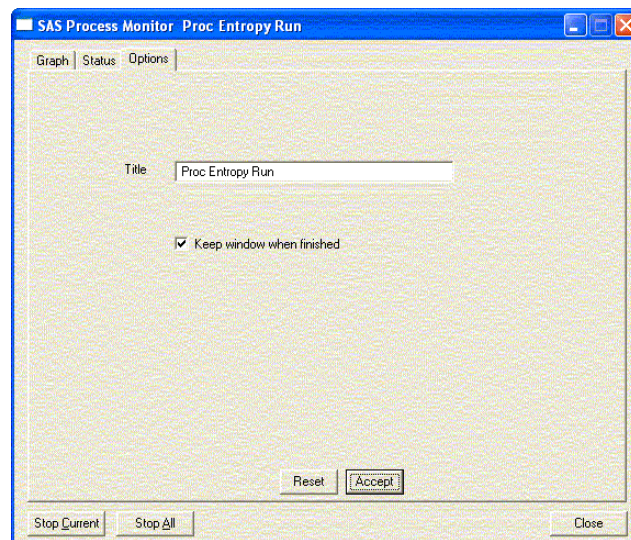 SAS Process Monitor Proc Entropy Run
Graph Status Options
Title Proc Entropy Run
Keep window when finished
Reset Accept
Stop Current Stop All Close